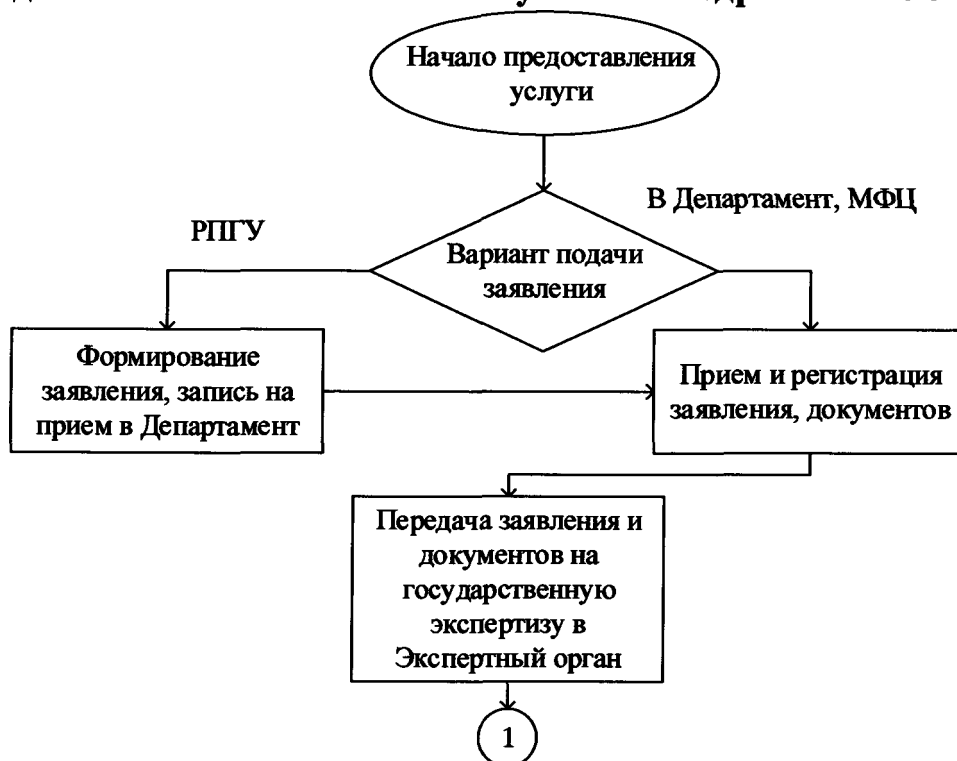 Начало предоставления
услуги
В Департамент, МФЦ
РПГУ
Вариант подачи
заявления
Формирование
заявления, запись на
прием в Департамент
Прием и регистрация
заявления, документов
Передача заявления и
документов на
государственную
экспертизу в
Экспертный орган
1